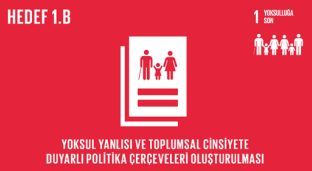 HEDEF 1.B
1 YOKSULLUĞA
SON
YOKSUL YANLISI VE TOPLUMSAL CİNSİYETE
DUYARLI POLİTİKA ÇERÇEVELERİ OLUŞTURULMASI